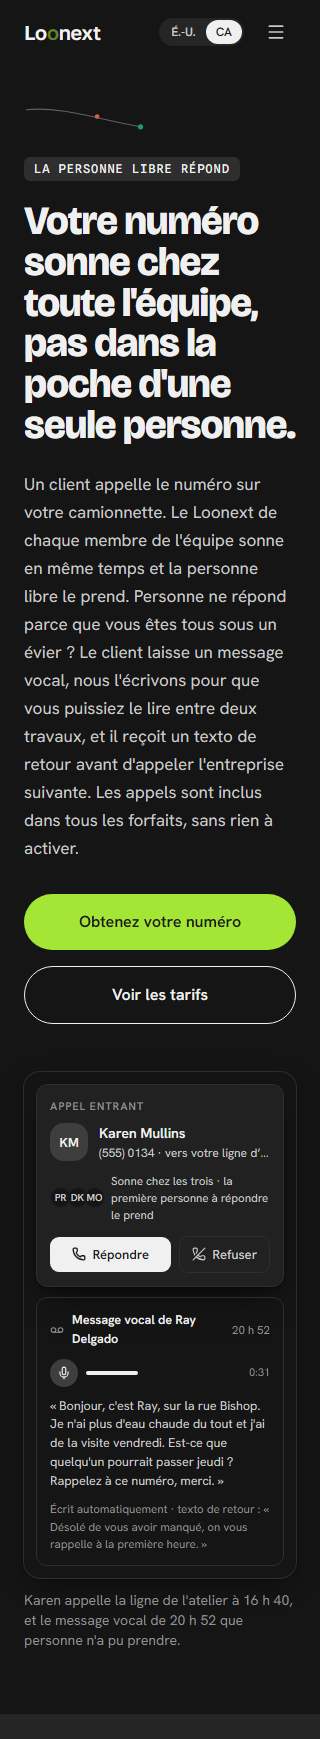 Loonext
É.-U.
CA
LA PERSONNE LIBRE RÉPOND
Votre numéro
sonne chez
toute l'équipe,
pas dans la
poche d'une
seule personne.
Un client appelle le numéro sur
votre camionnette. Le Loonext de
chaque membre de l'équipe sonne
en même temps et la personne
libre le prend. Personne ne répond
parce que vous êtes tous sous un
évier ? Le client laisse un message
vocal, nous l'écrivons pour que
vous puissiez le lire entre deux
travaux, et il reçoit un texto de
retour avant d'appeler l'entreprise
suivante. Les appels sont inclus
dans tous les forfaits, sans rien à
activer.
Obtenez votre numéro
Voir les tarifs
APPEL ENTRANT
KM
Karen Mullins
(555) 0134 · vers votre ligne d'...
PR DK MO
Sonne chez les trois · la
première personne à répondre
le prend
Répondre
Refuser
Message vocal de Ray
Delgado
20 h 52
0:31
« Bonjour, c'est Ray, sur la rue Bishop.
Je n'ai plus d'eau chaude du tout et j'ai
de la visite vendredi. Est-ce que
quelqu'un pourrait passer jeudi ?
Rappelez à ce numéro, merci. »
Écrit automatiquement · texto de retour : «
Désolé de vous avoir manqué, on vous
rappelle à la première heure. »
Karen appelle la ligne de l'atelier à 16 h 40,
et le message vocal de 20 h 52 que
personne n'a pu prendre.